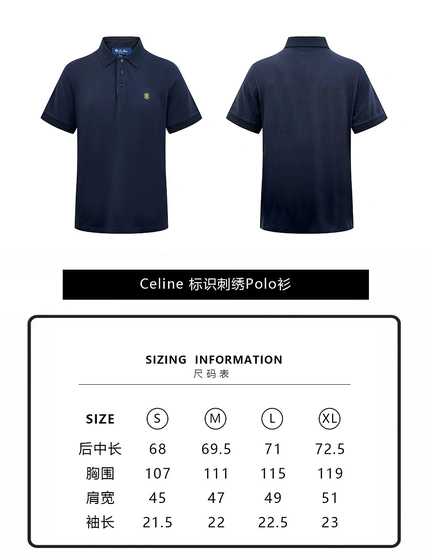 Celine 标识刺绣Polo衫
SIZING INFORMATION
尺码表
SIZE S M L XL
后中长 68 69.5 71 72.5
胸围 107 111 115 119
肩宽 45 47 49 51
袖长 21.5 22 22.5 23